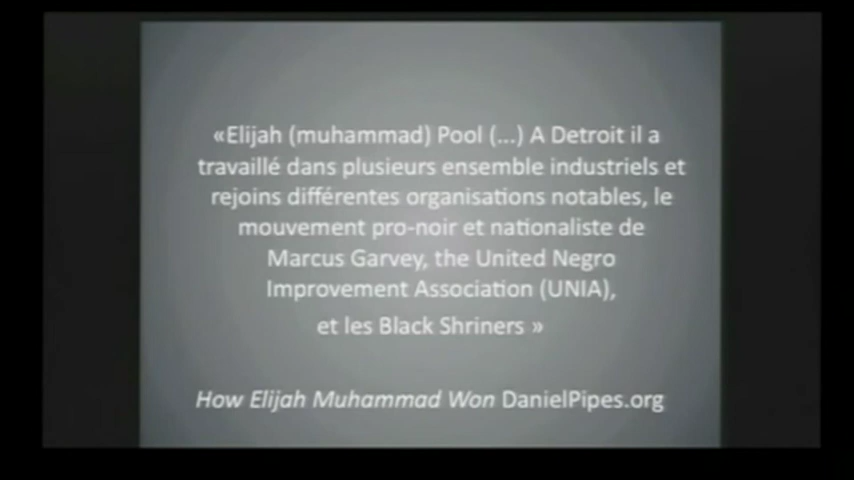 «Elijah (muhammad) Pool (...) A Detroit il a
travaillé dans plusieurs ensemble industriels et
rejoins différentes organisations notables, le
mouvement pro-noir et nationaliste de
Marcus Garvey, the United Negro
Improvement Association (UNIA),
et les Black Shriners »
How Elijah Muhammad Won DanielPipes.org